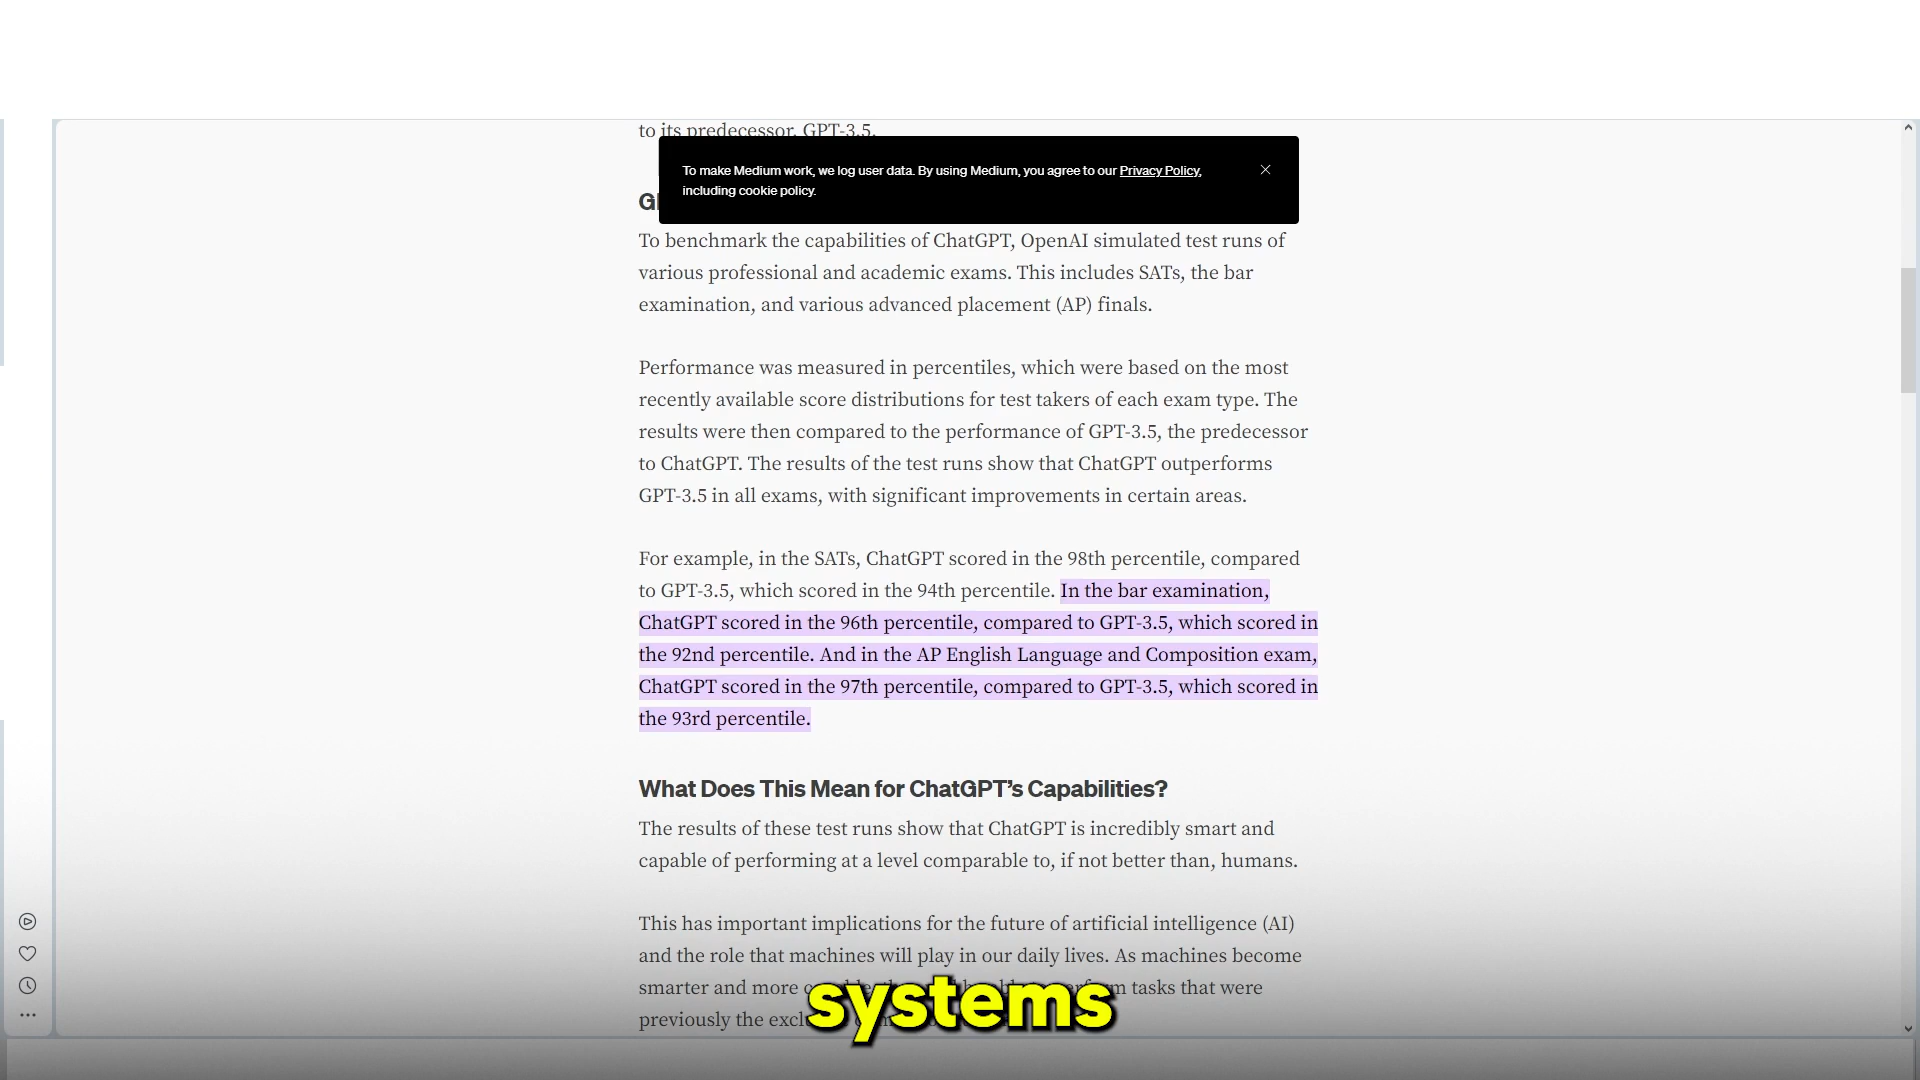 to its predecessor, GPT-3.5.
To make Medium work, we log user data. By using Medium, you agree to our Privacy Policy,
including cookie policy.
To benchmark the capabilities of ChatGPT, OpenAI simulated test runs of
various professional and academic exams. This includes SATs, the bar
examination, and various advanced placement (AP) finals.
Performance was measured in percentiles, which were based on the most
recently available score distributions for test takers of each exam type. The
results were then compared to the performance of GPT-3.5, the predecessor
to ChatGPT. The results of the test runs show that ChatGPT outperforms
GPT-3.5 in all exams, with significant improvements in certain areas.
For example, in the SATs, ChatGPT scored in the 98th percentile, compared
to GPT-3.5, which scored in the 94th percentile. In the bar examination,
ChatGPT scored in the 96th percentile, compared to GPT-3.5, which scored in
the 92nd percentile. And in the AP English Language and Composition exam,
ChatGPT scored in the 97th percentile, compared to GPT-3.5, which scored in
the 93rd percentile.
What Does This Mean for ChatGPT’s Capabilities?
The results of these test runs show that ChatGPT is incredibly smart and
capable of performing at a level comparable to, if not better than, humans.
This has important implications for the future of artificial intelligence (AI)
and the role that machines will play in our daily lives. As machines become
smarter and more tasks that were
previously the
systems